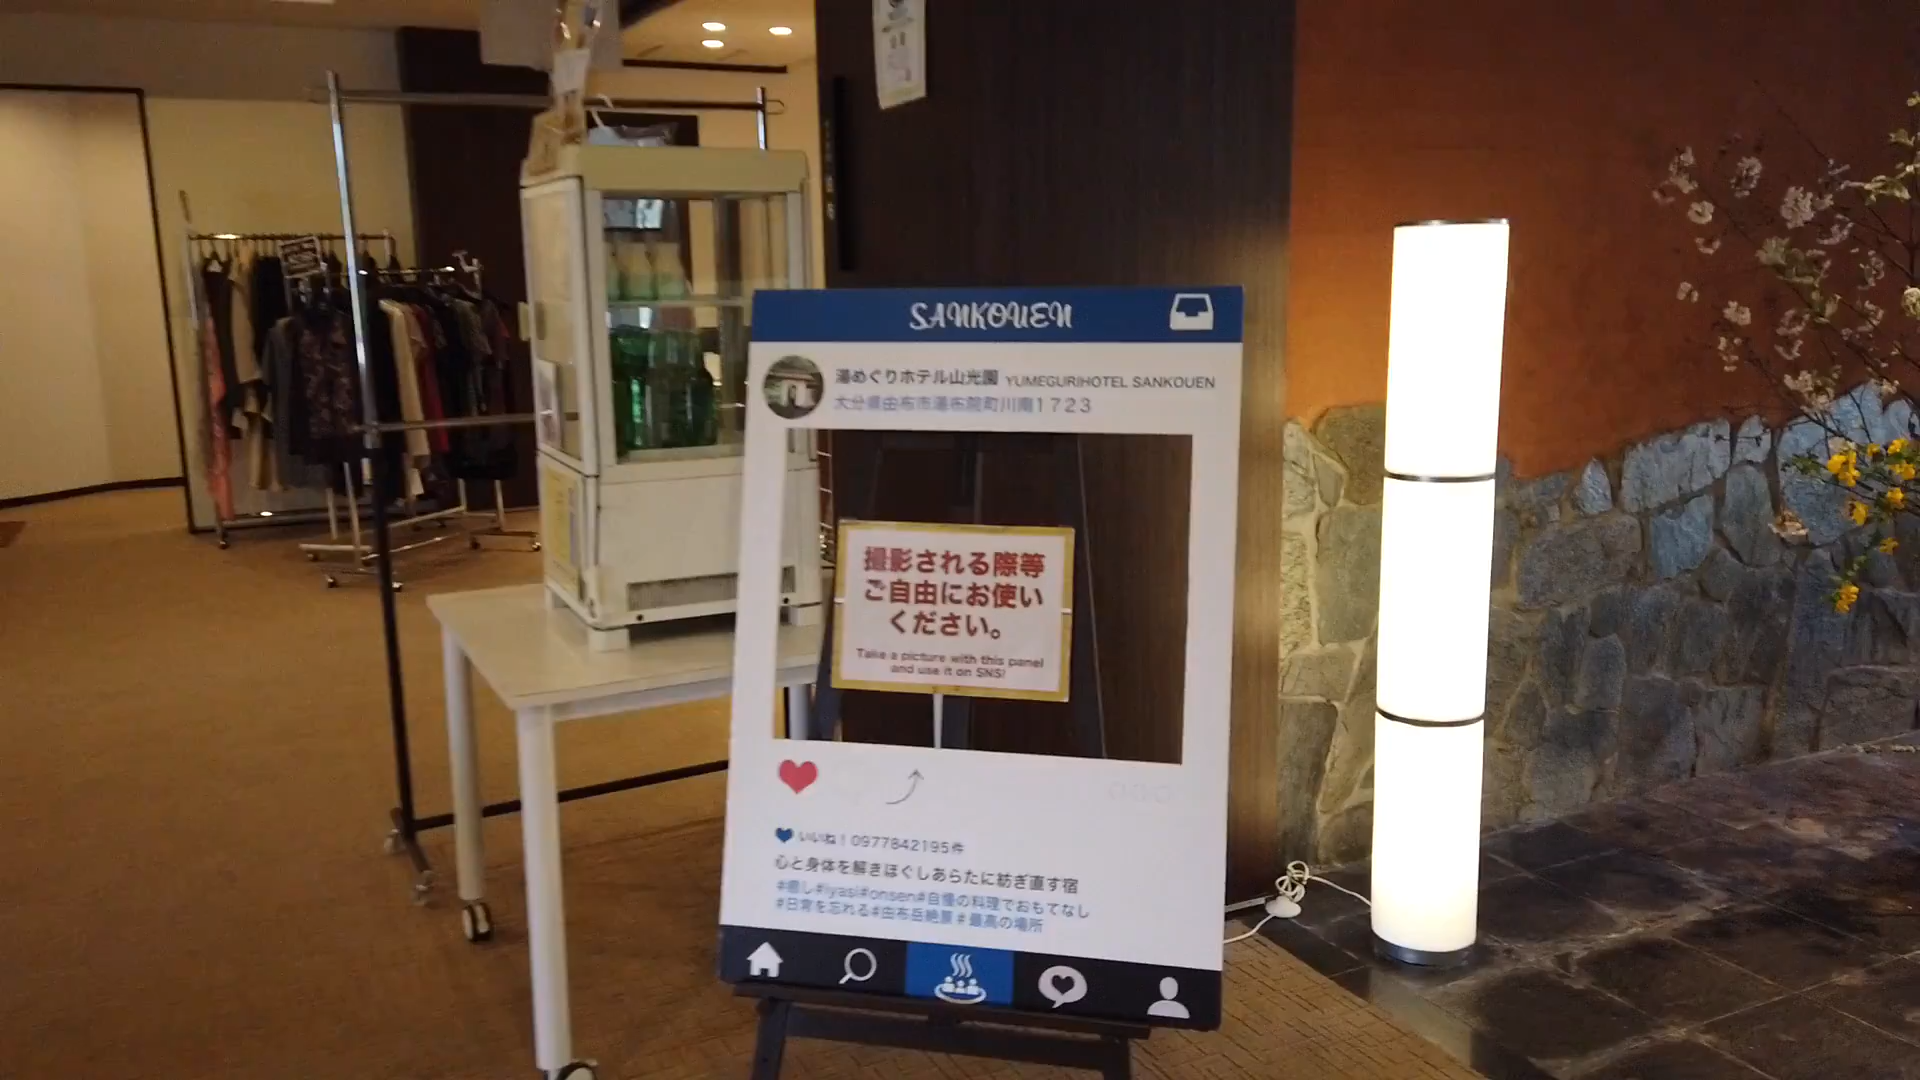 SANKOUEN
湯めぐりホテル山光園 YUMEGURIHOTEL SANKOUEN
大分県由布市湯布院町川南1723
撮影される際等
ご自由にお使い
ください。
Take a picture with this panel
and use it on SNS!
いいね！0977842195件
心と身体を解きほぐしあらたに紡ぎ直す宿
#癒し#iyasi#onsen#自慢の料理でおもてなし
#日常を忘れる#由布岳絶景#最高の場所